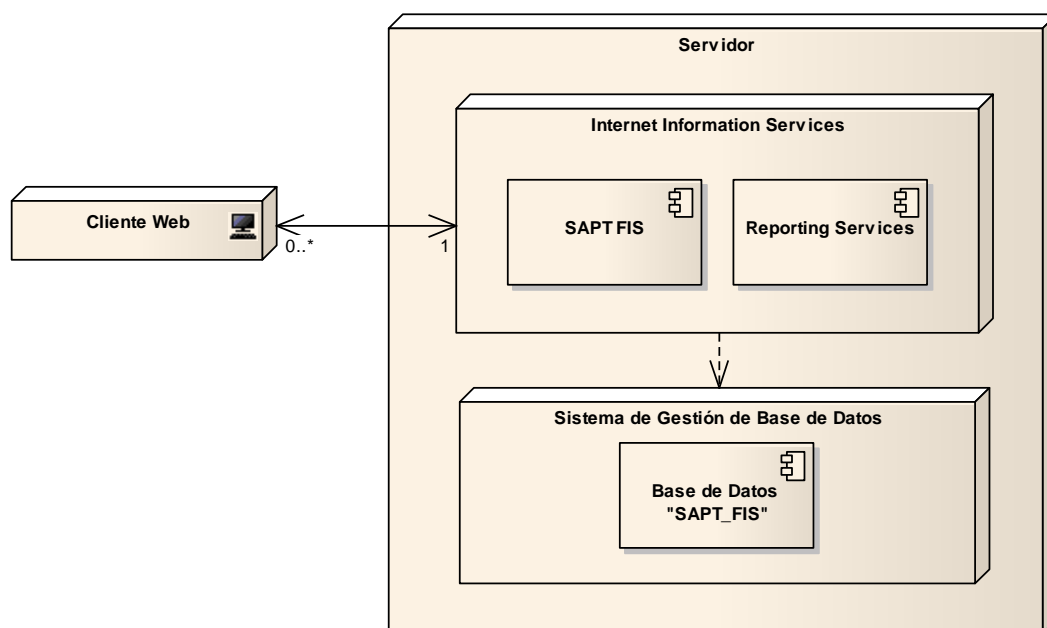 Servidor
Internet Information Services
SAPT FIS
Reporting Services
Cliente Web
0..*
1
Sistema de Gestión de Base de Datos
Base de Datos
"SAPT_FIS"